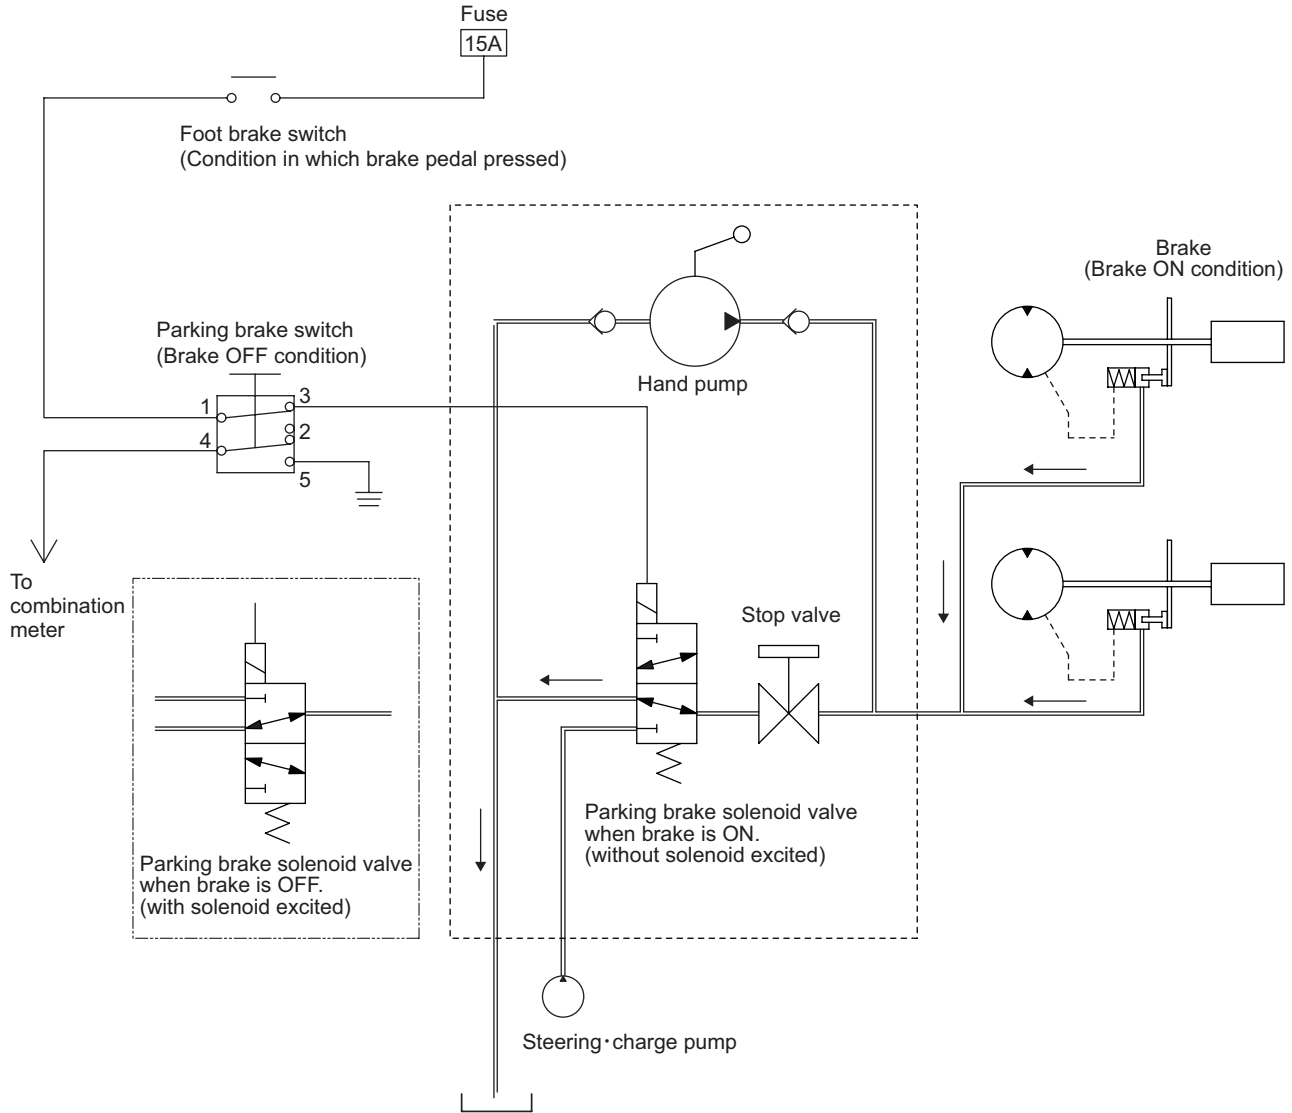 Fuse
15A
Foot brake switch
(Condition in which brake pedal pressed)
Brake
(Brake ON condition)
Parking brake switch
(Brake OFF condition)
Hand pump
1
3
2
4
5
To
combination
meter
Stop valve
Parking brake solenoid valve
when brake is ON.
(without solenoid excited)
Parking brake solenoid valve
when brake is OFF.
(with solenoid excited)
Steering･charge pump